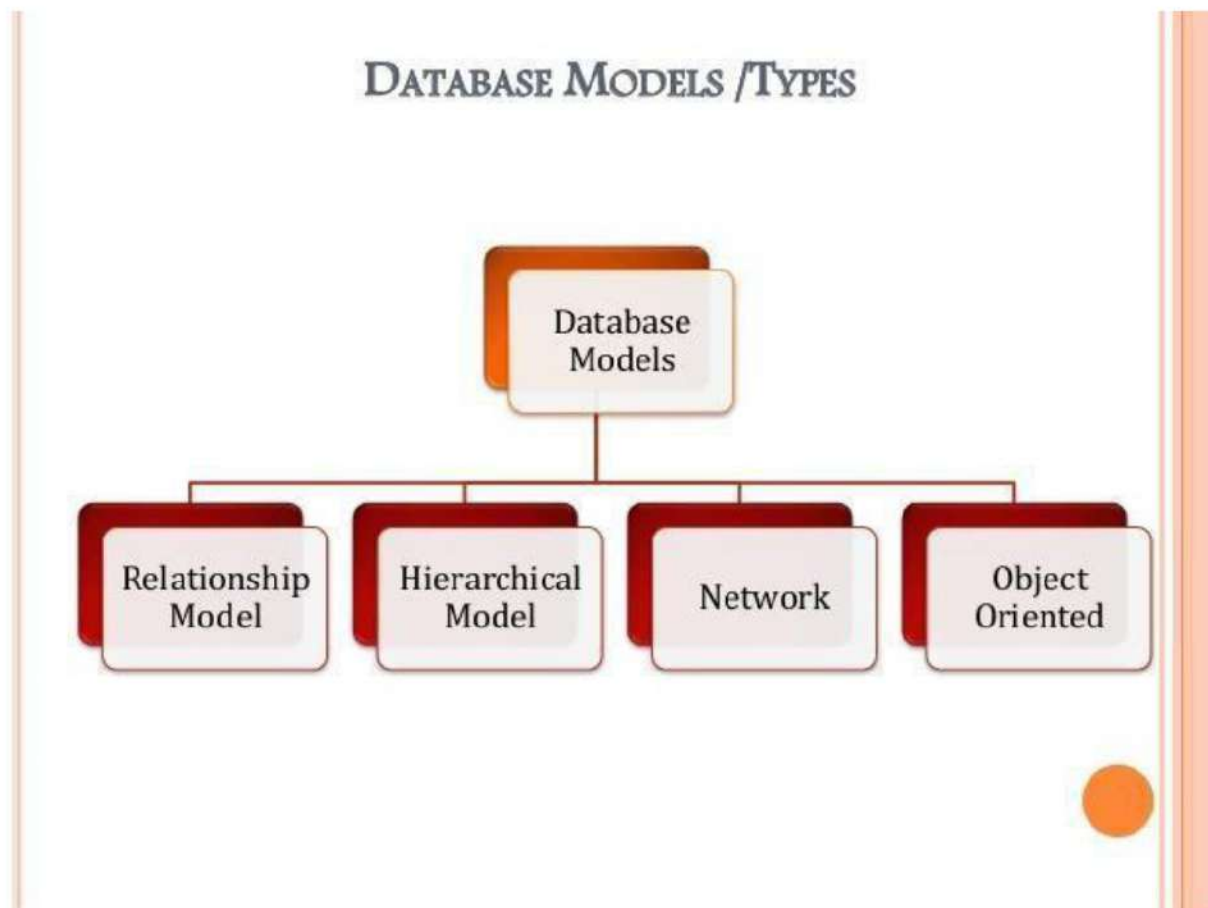 DATABASE MODELS /TYPES
Database
Models
Relationship
Model
Hierarchical
Model
Network
Object
Oriented